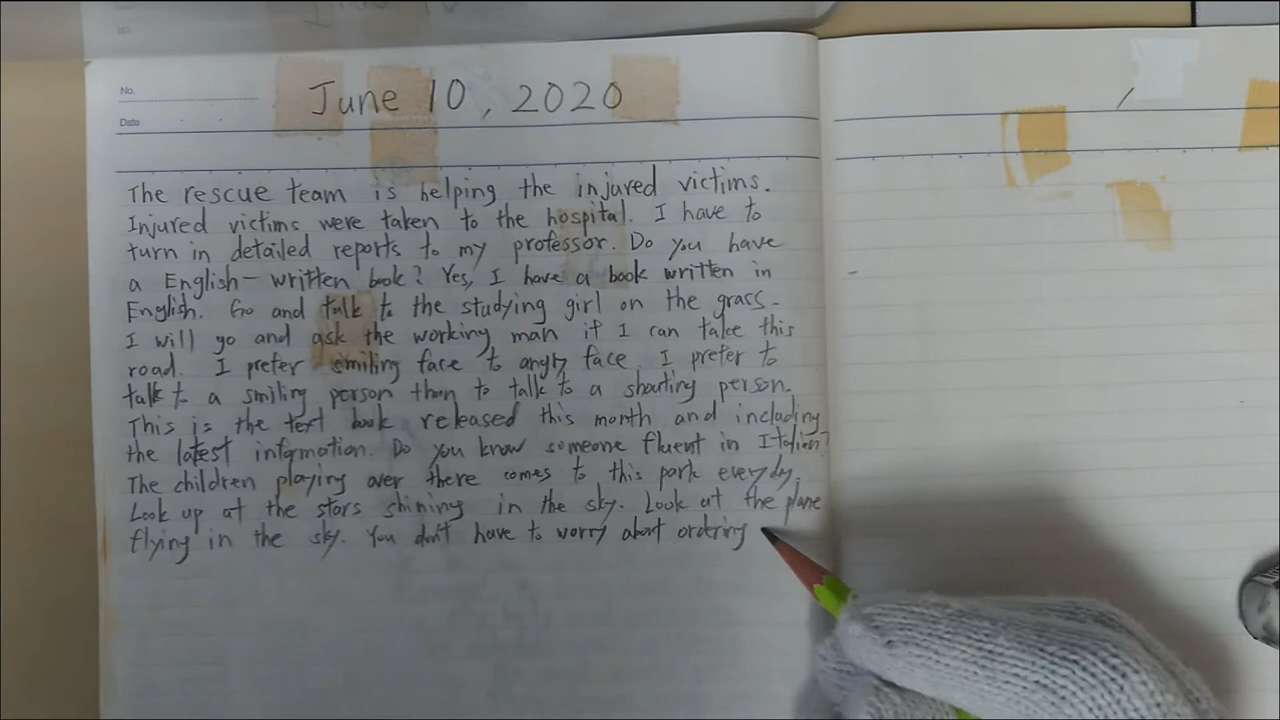 No.
June 10, 2020
Date
The rescue team is helping the injured victims.
Injured victims were taken to the hospital. I have to
turn in detailed reports to my professor. Do you have
a English-written book? Yes, I have a book written in
English. Go and talk to the studying girl on the grass.
I will go and ask the working man if I can take this
road. I prefer smiling face to angry face. I prefer to
talk to a smiling person than to talk to a shouting person.
This is the text book released this month and including
the latest information. Do you know someone fluent in Italian?
The children playing over there comes to this park everyday.
Look up at the stars shining in the sky. Look at the plane
flying in the sky. You don't have to worry about ordering